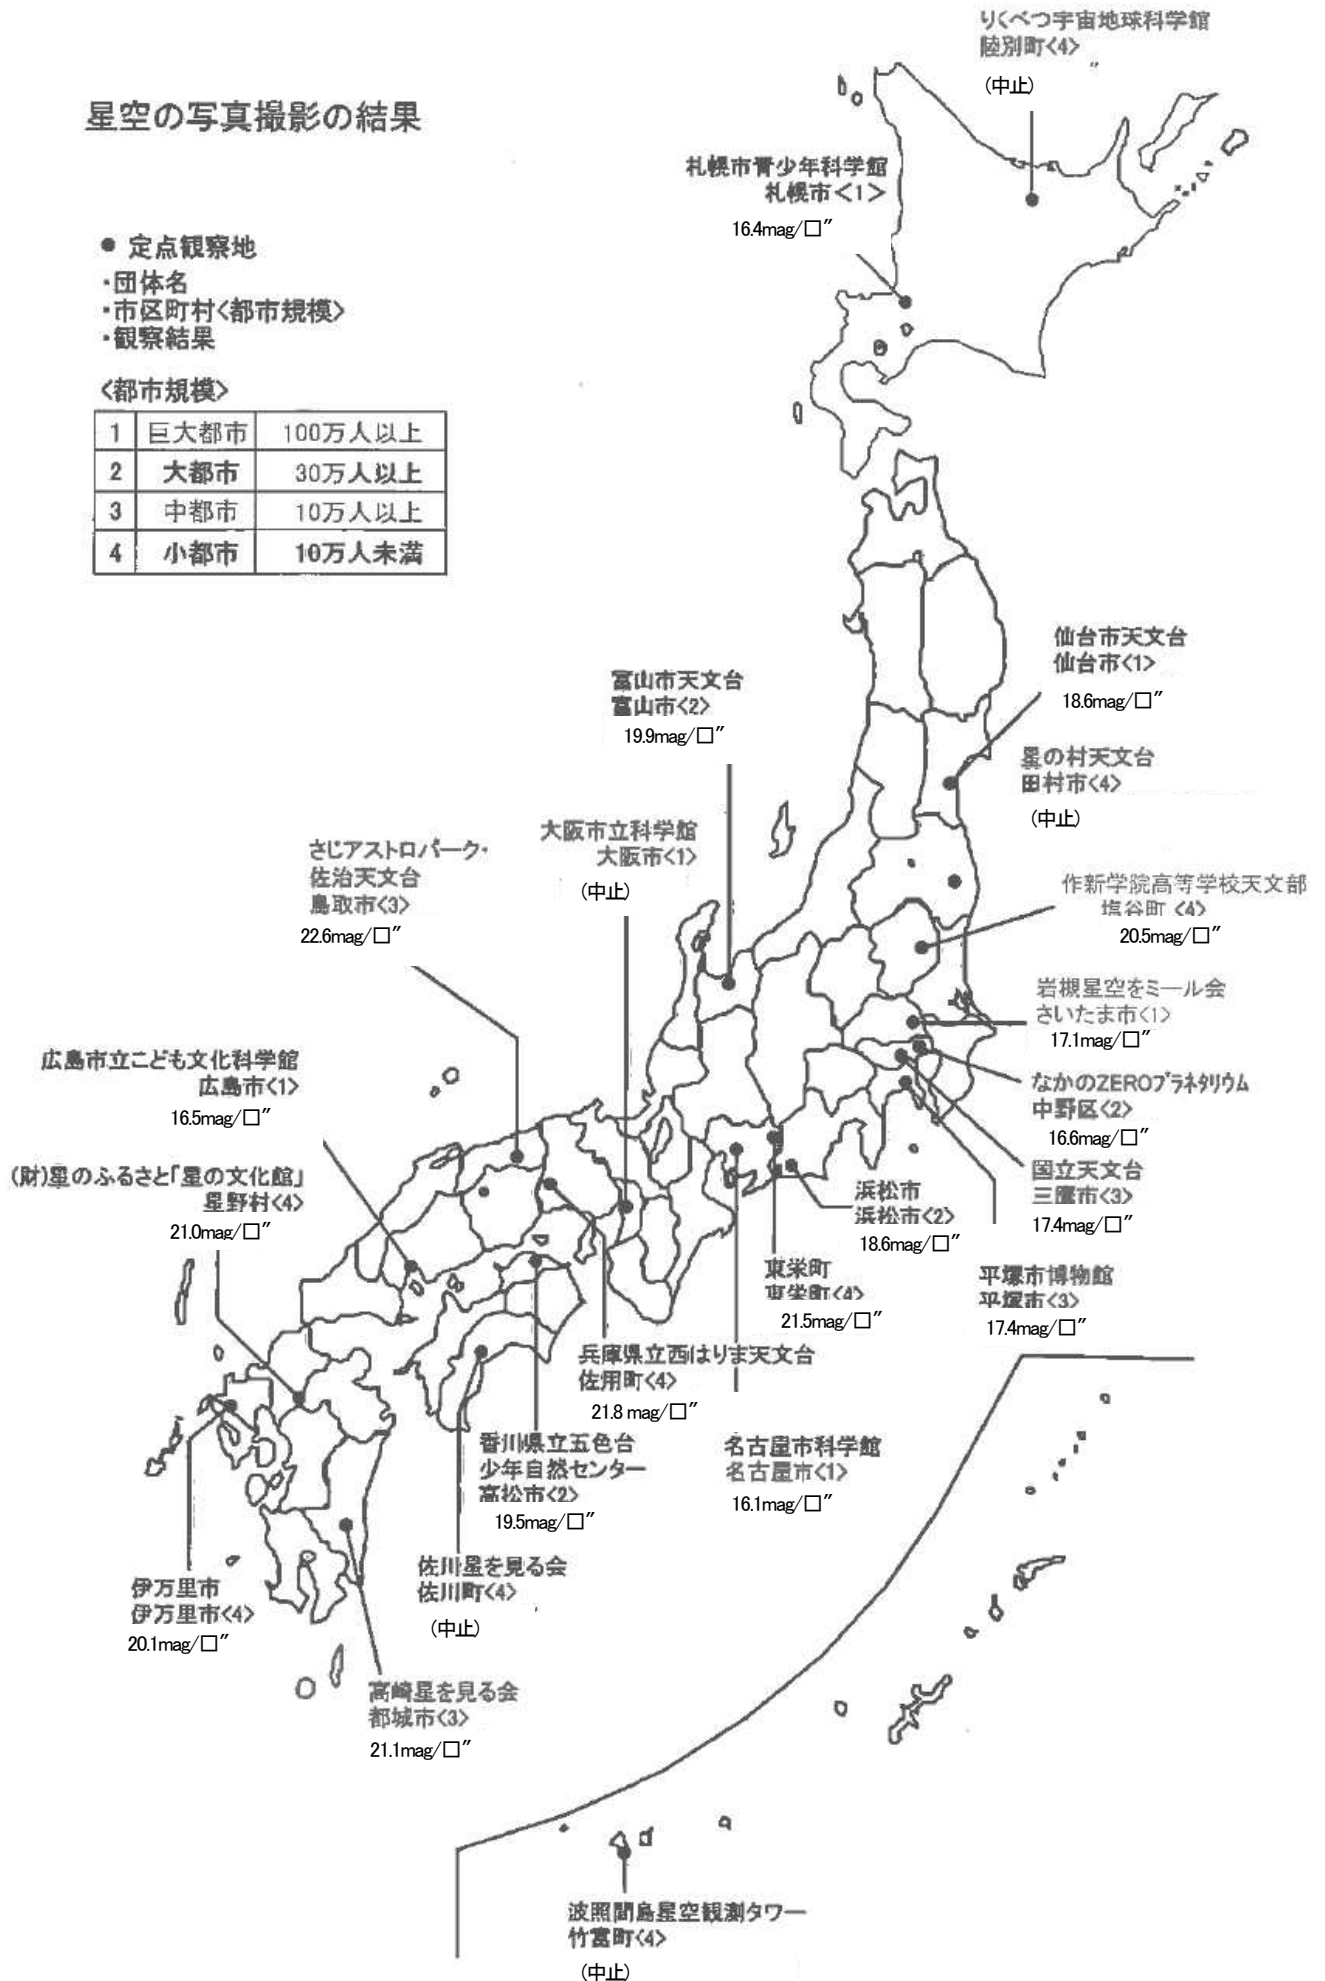 りくべつ宇宙地球科学館
陸別町<4>
(中止)
星空の写真撮影の結果
札幌市青少年科学館
札幌市<1>
16.4mag/□″
● 定点観察地
・団体名
・市区町村<都市規模>
・観察結果
<都市規模>
1 巨大都市 100万人以上
2 大都市 30万人以上
3 中都市 10万人以上
4 小都市 10万人未満
仙台市天文台
仙台市<1>
18.6mag/□″
富山市天文台
富山市<2>
19.9mag/□″
星の村天文台
田村市<4>
(中止)
大阪市立科学館
大阪市<1>
(中止)
さじアストロパーク・
佐治天文台
鳥取市<3>
22.6mag/□″
作新学院高等学校天文部
塩谷町 <4>
20.5mag/□″
岩槻星空をミール会
さいたま市<1>
17.1mag/□″
広島市立こども文化科学館
広島市<1>
16.5mag/□″
なかのZEROプラネタリウム
中野区<2>
16.6mag/□″
(財)星のふるさと「星の文化館」
星野村<4>
21.0mag/□″
国立天文台
三鷹市<3>
17.4mag/□″
浜松市
浜松市<2>
18.6mag/□″
東栄町
東栄町<4>
21.5mag/□″
平塚市博物館
平塚市<3>
17.4mag/□″
兵庫県立西はりま天文台
佐用町<4>
21.8 mag/□″
香川県立五色台
少年自然センター
高松市<2>
19.5mag/□″
名古屋市科学館
名古屋市<1>
16.1mag/□″
佐川星を見る会
佐川町<4>
(中止)
伊万里市
伊万里市<4>
20.1mag/□″
高崎星を見る会
都城市<3>
21.1mag/□″
波照間島星空観測タワー
竹富町<4>
(中止)